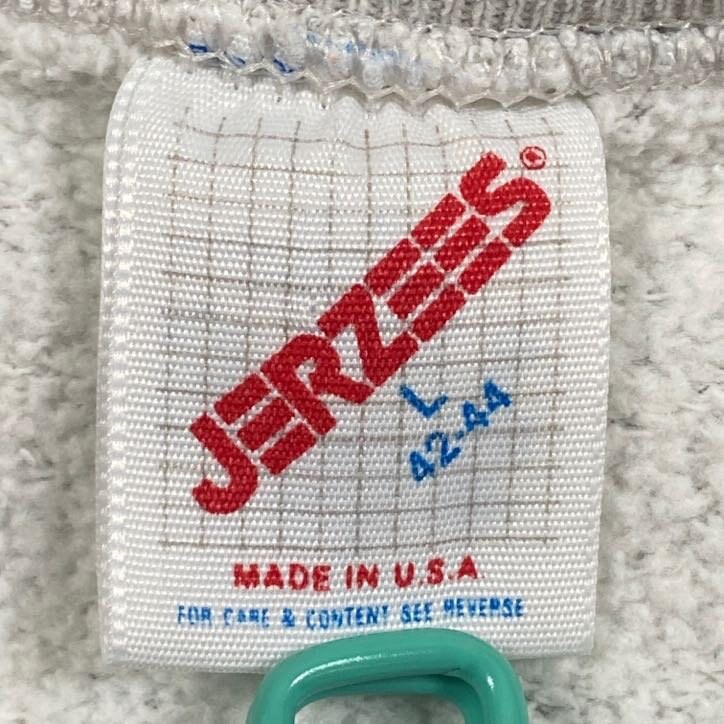 JERZEES®
L
42-44
MADE IN U.S.A
FOR CARE & CONTENT SEE REVERSE